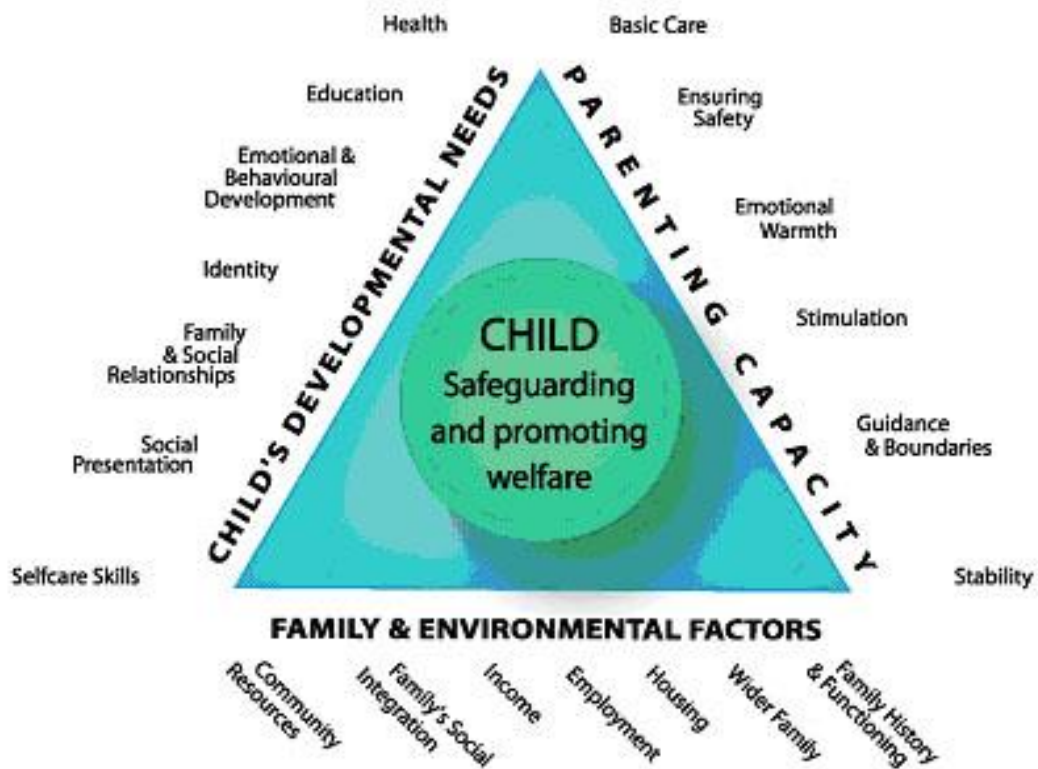 Health
Education
Emotional &
Behavioural
Development
Identity
Family
& Social
Relationships
Social
Presentation
Selfcare Skills
CHILD'S DEVELOPMENTAL NEEDS
Basic Care
Ensuring
Safety
Emotional
Warmth
Stimulation
Guidance
& Boundaries
Stability
PARENTING CAPACITY
CHILD
Safeguarding
and promoting
welfare
FAMILY & ENVIRONMENTAL FACTORS
Community
Resources
Family's Social
Integration
Income
Employment
Housing
Wider Family
Family History
& Functioning